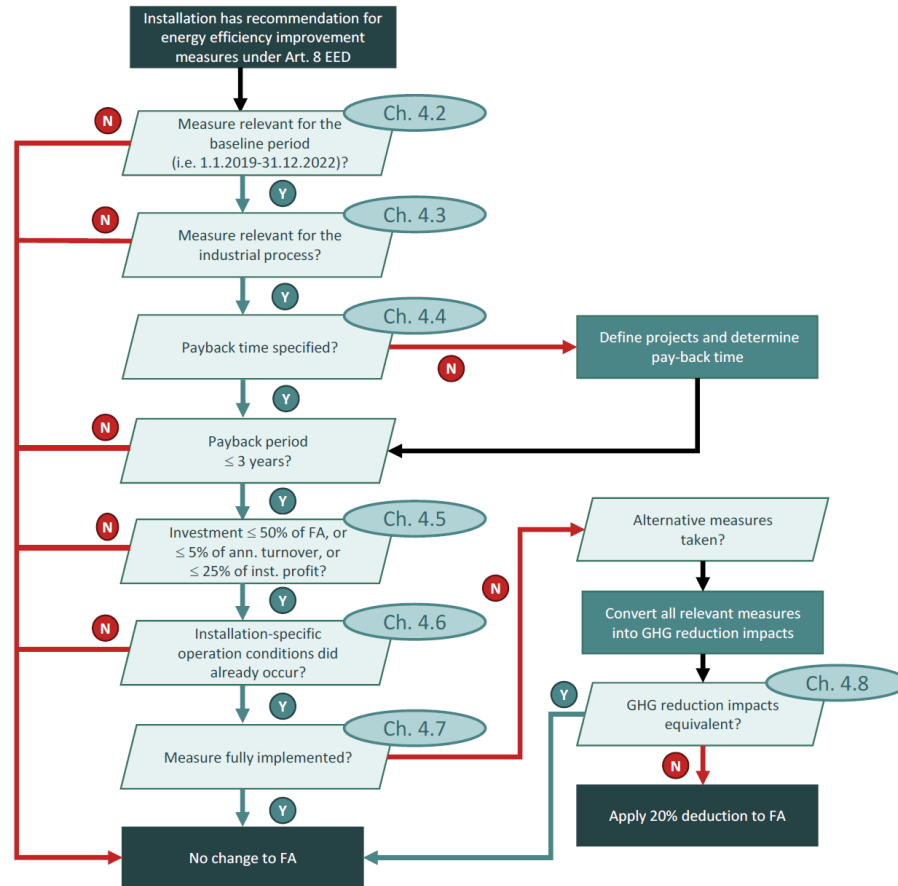 Installation has recommendation for
energy efficiency improvement
measures under Art. 8 EED
Ch. 4.2
N
Measure relevant for the
baseline period
(i.e. 1.1.2019-31.12.2022)?
Y
Ch. 4.3
N
Measure relevant for the
industrial process?
Y
Ch. 4.4
Payback time specified?
N
Define projects and determine
pay-back time
Y
N
Payback period
≤ 3 years?
Y
Ch. 4.5
N
Investment ≤ 50% of FA, or
≤ 5% of ann. turnover, or
≤ 25% of inst. profit?
Y
Ch. 4.6
N
Installation-specific
operation conditions did
already occur?
Y
Ch. 4.7
Measure fully implemented?
N
Y
No change to FA
Alternative measures
taken?
Convert all relevant measures
into GHG reduction impacts
Ch. 4.8
Y
GHG reduction impacts
equivalent?
N
Apply 20% deduction to FA